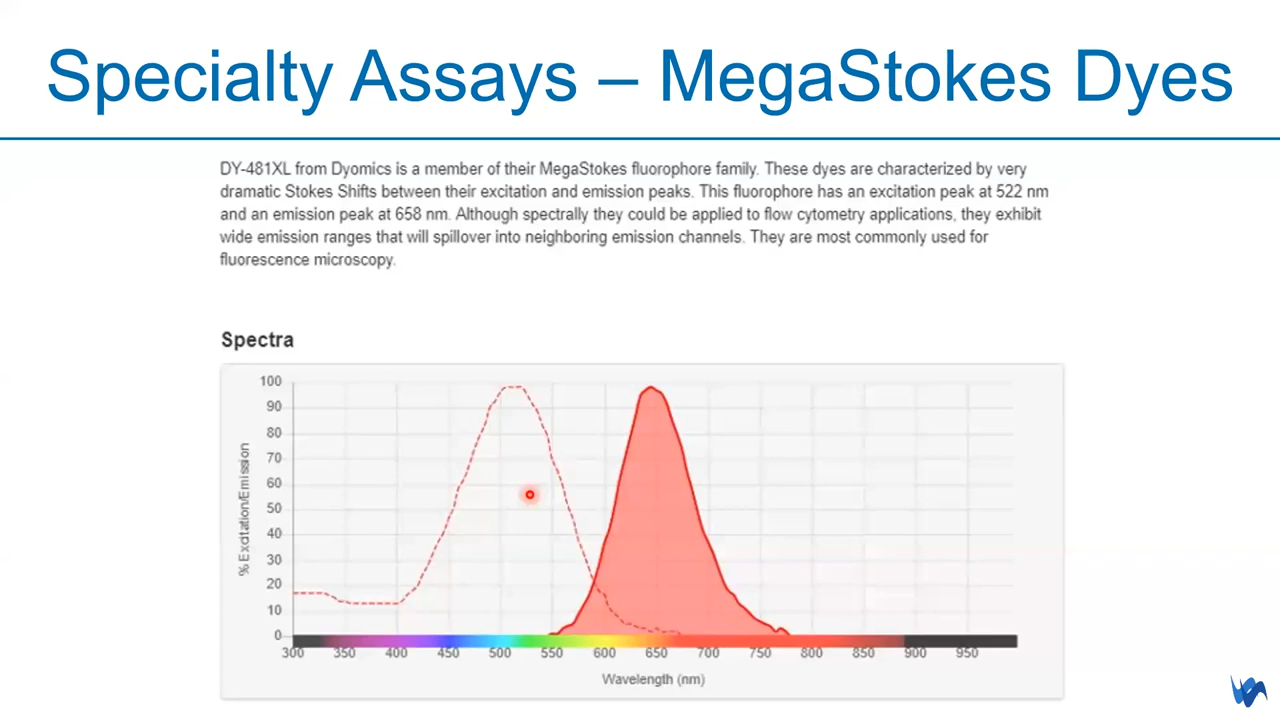 Specialty Assays – MegaStokes Dyes
DY-481XL from Dyomics is a member of their MegaStokes fluorophore family. These dyes are characterized by very
dramatic Stokes Shifts between their excitation and emission peaks. This fluorophore has an excitation peak at 522 nm
and an emission peak at 658 nm. Although spectrally they could be applied to flow cytometry applications, they exhibit
wide emission ranges that will spillover into neighboring emission channels. They are most commonly used for
fluorescence microscopy.
Spectra
100
90
80
70
60
50
40
30
20
10
0
% Excitation/Emission
300 350 400 450 500 550 600 650 700 750 800 850 900 950
Wavelength (nm)